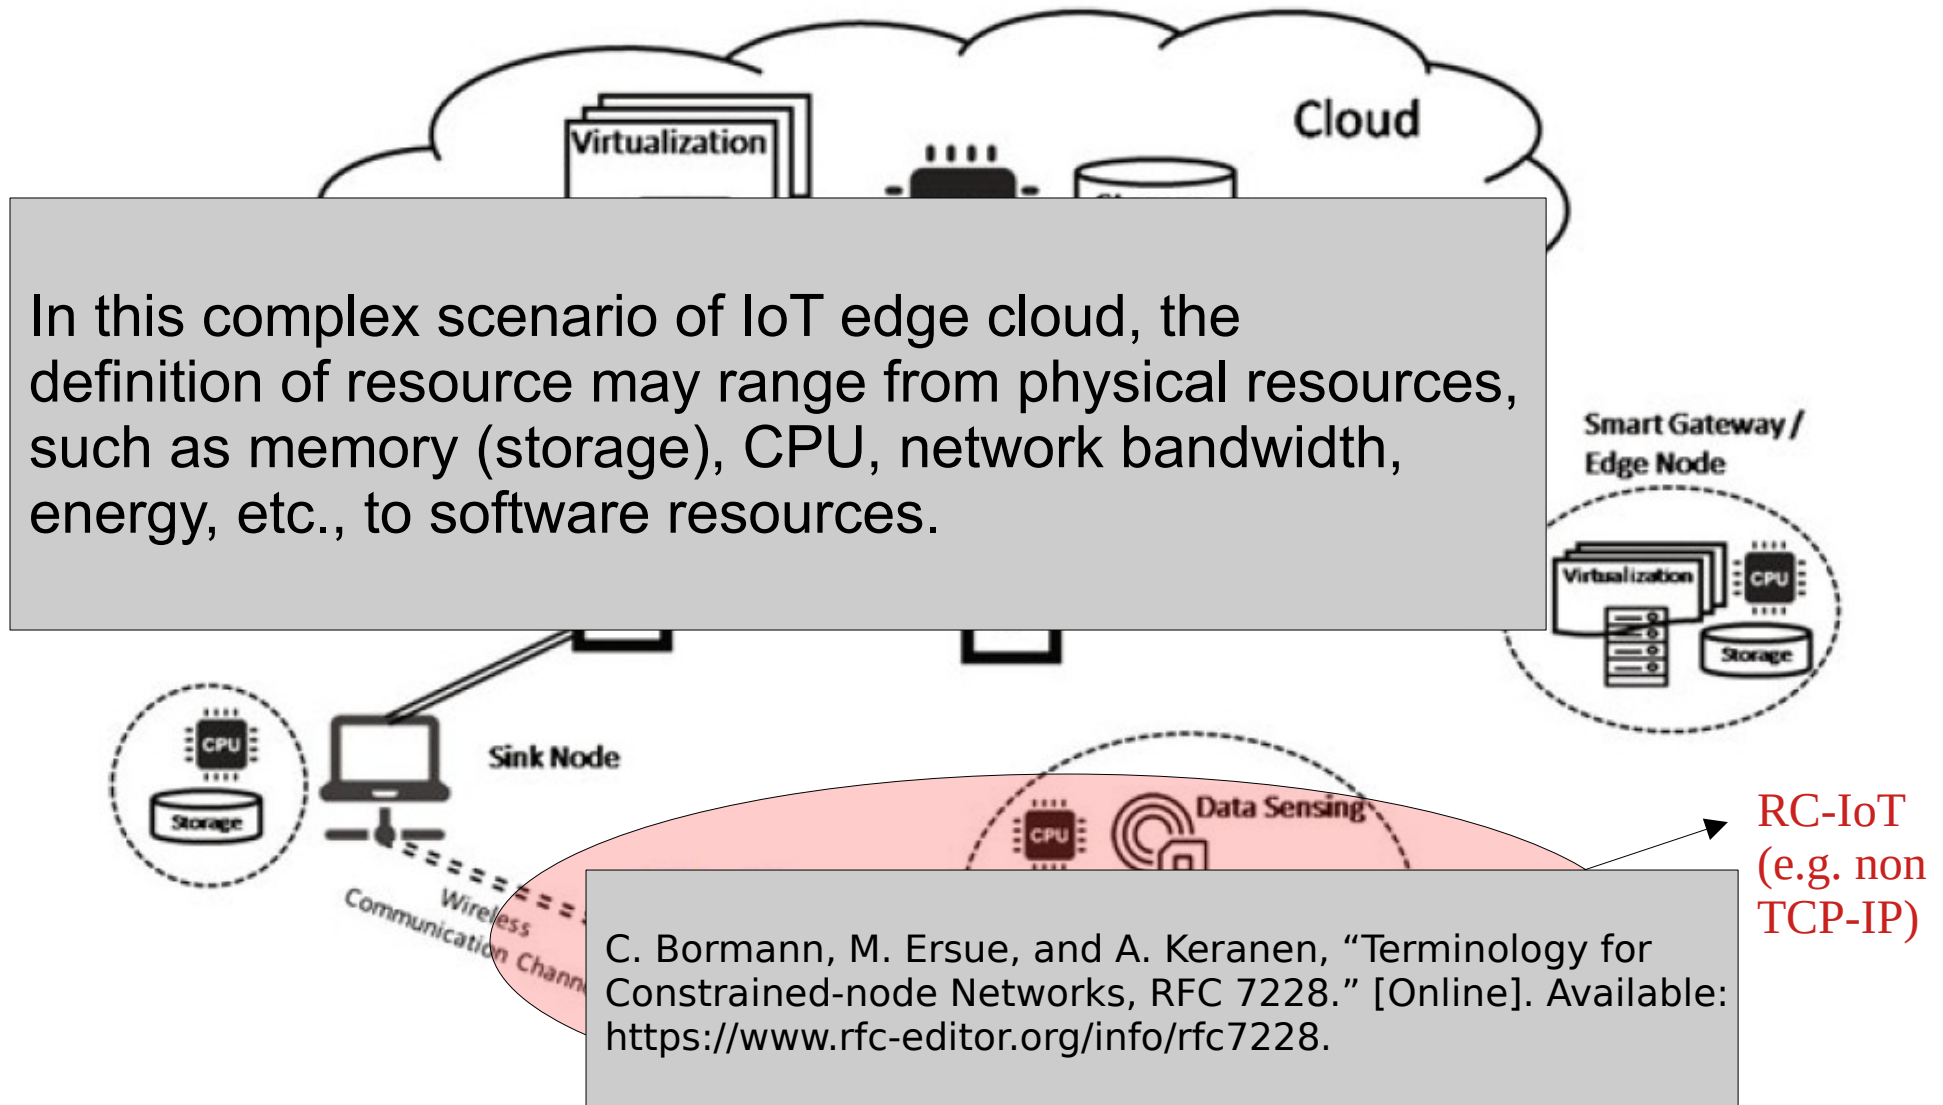 Cloud
Virtualization
In this complex scenario of IoT edge cloud, the
definition of resource may range from physical resources,
such as memory (storage), CPU, network bandwidth,
energy, etc., to software resources.
Smart Gateway /
Edge Node
Virtualization
CPU
Storage
CPU
Storage
Sink Node
Data Sensing
CPU
RC-IoT
(e.g. non
TCP-IP)
Wireless
Communication
C. Bormann, M. Ersue, and A. Keranen, “Terminology for
Constrained-node Networks, RFC 7228.” [Online]. Available:
https://www.rfc-editor.org/info/rfc7228.